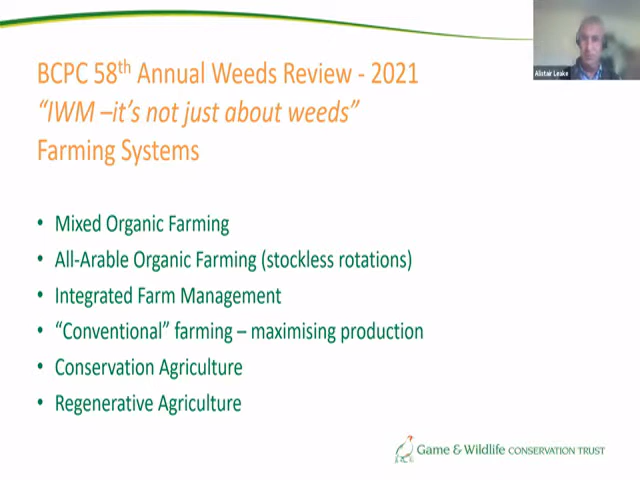 BCPC 58th Annual Weeds Review - 2021
“IWM –it’s not just about weeds”
Farming Systems
• Mixed Organic Farming
• All-Arable Organic Farming (stockless rotations)
• Integrated Farm Management
• “Conventional” farming – maximising production
• Conservation Agriculture
• Regenerative Agriculture
Alistair Leake
Game & Wildlife CONSERVATION TRUST